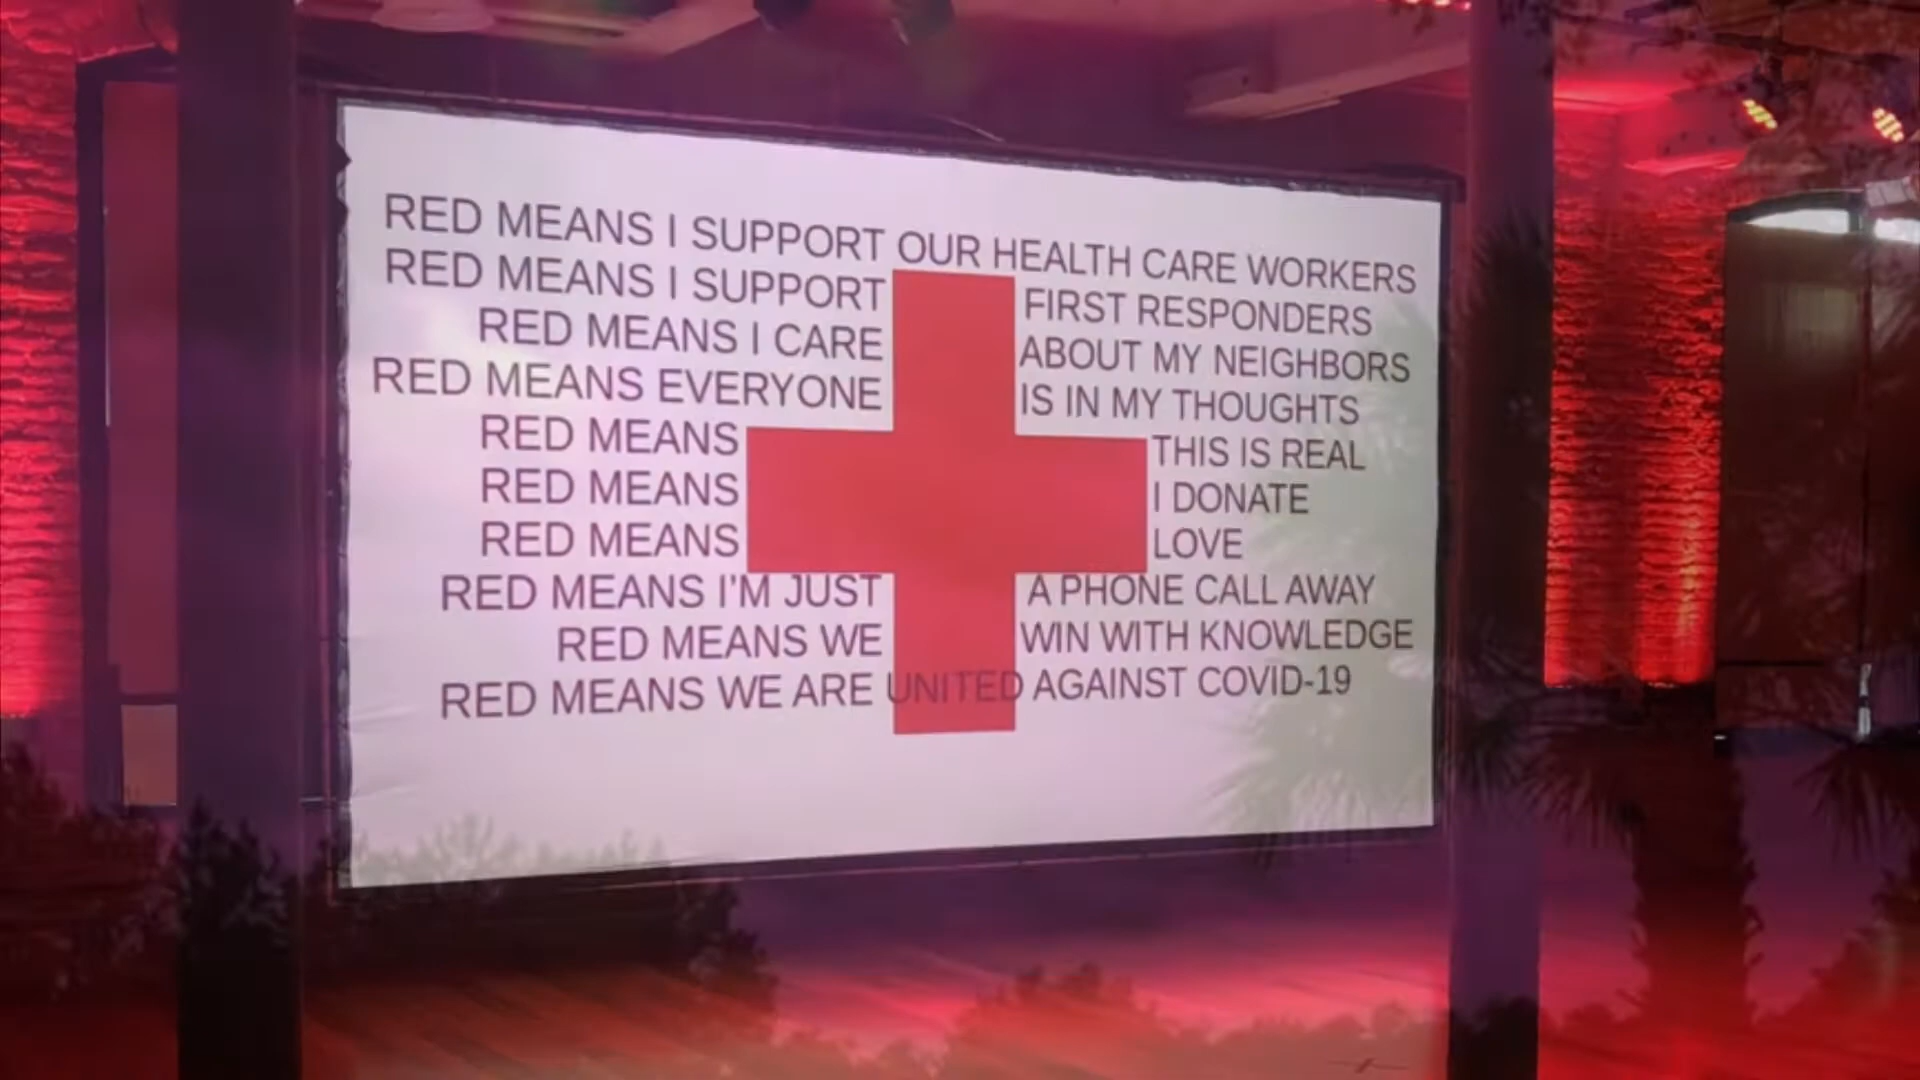 RED MEANS I SUPPORT OUR HEALTH CARE WORKERS
RED MEANS I SUPPORT FIRST RESPONDERS
RED MEANS I CARE ABOUT MY NEIGHBORS
RED MEANS EVERYONE IS IN MY THOUGHTS
RED MEANS THIS IS REAL
RED MEANS I DONATE
RED MEANS LOVE
RED MEANS I'M JUST A PHONE CALL AWAY
RED MEANS WE WIN WITH KNOWLEDGE
RED MEANS WE ARE UNITED AGAINST COVID-19